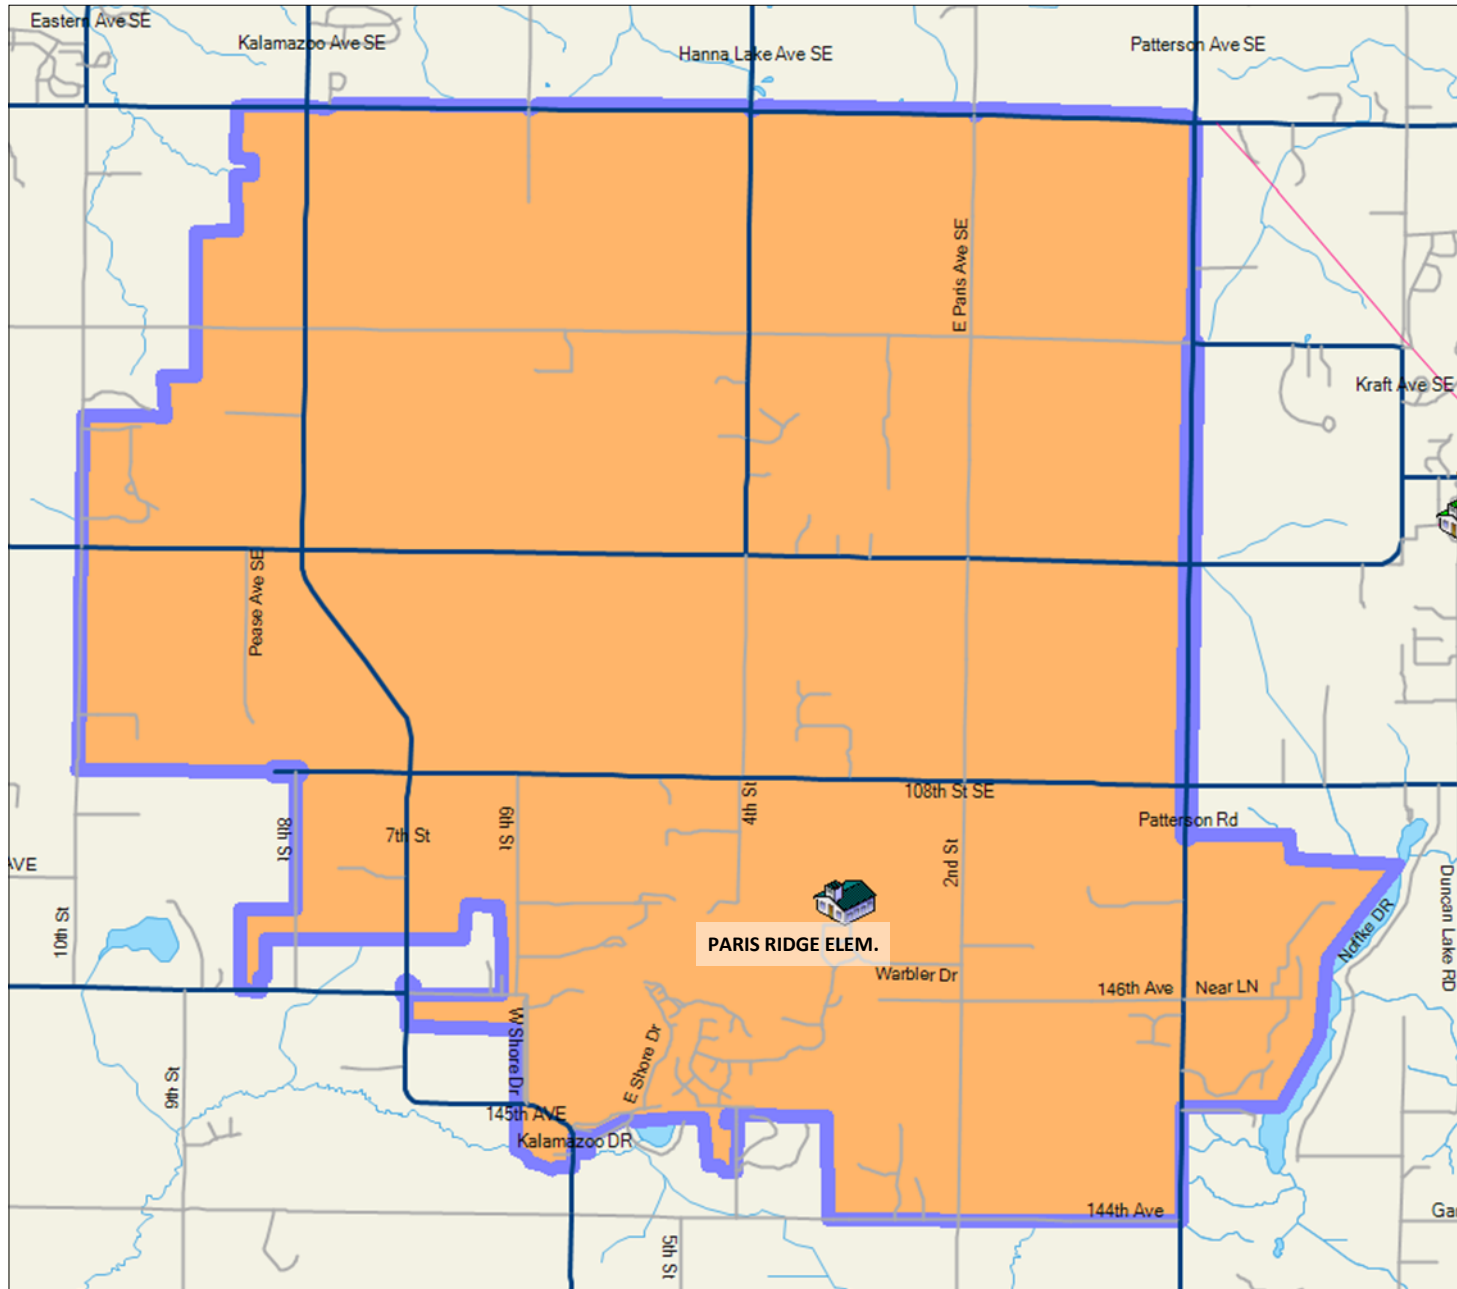 Eastern Ave SE
Kalamazoo Ave SE
Hanna Lake Ave SE
Patterson Ave SE
E Paris Ave SE
Kraft Ave SE
Pease Ave SE
108th St SE
4th St
6th St
8th St
7th St
Patterson Rd
2nd St
AVE
Duncan Lake RD
10th St
PARIS RIDGE ELEM.
Noffke DR
Warbler Dr
146th Ave
Near LN
W Shore Dr
E Shore Dr
9th St
145th AVE
Kalamazoo DR
144th Ave
Ga
5th St